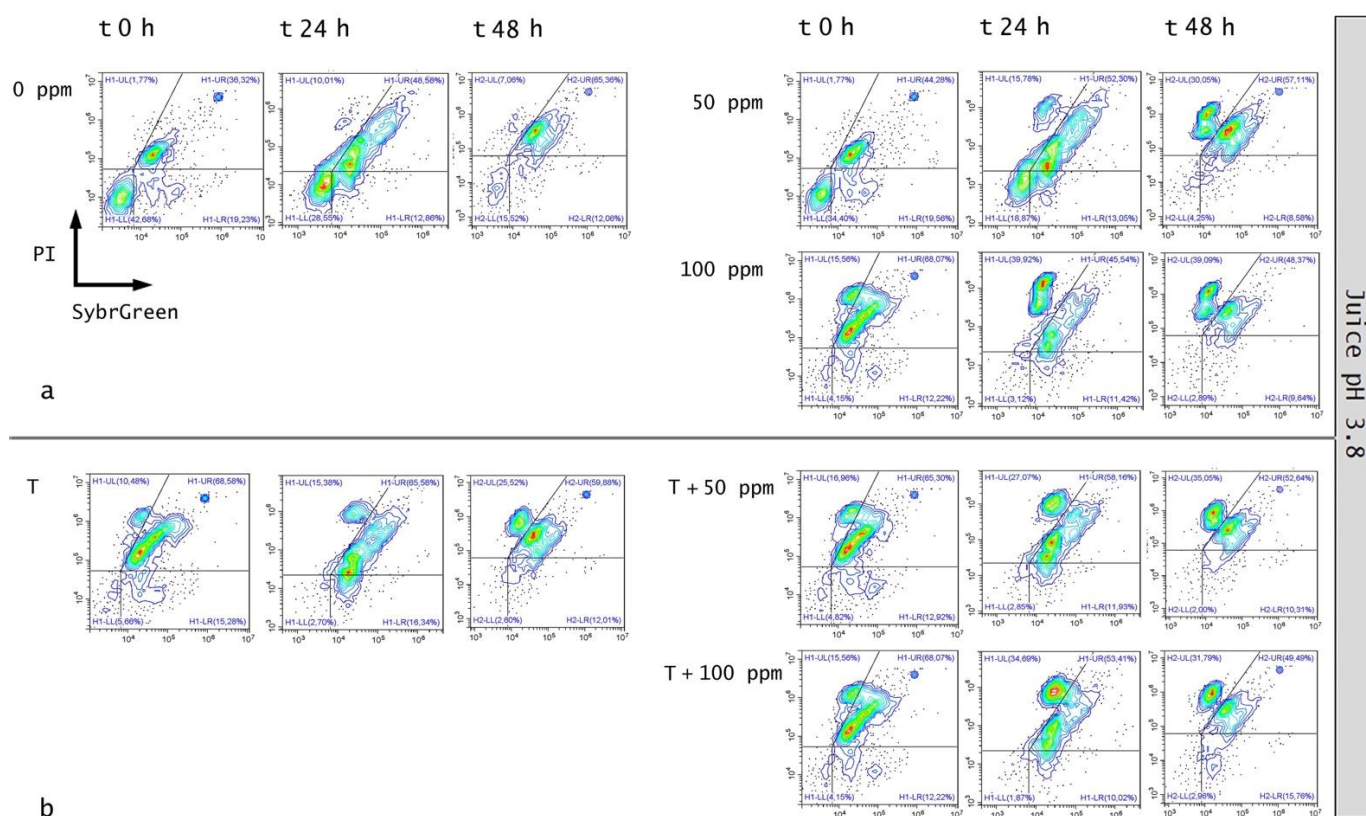 t 0 h t 24 h t 48 h t 0 h t 24 h t 48 h
0 ppm
H1-UL(1,77%) H1-UR(36,32%)
H1-LL(42,68%) H1-LR(19,23%)
H1-UL(10,01%) H1-UR(48,58%)
H1-LL(28,55%) H1-LR(12,86%)
H2-UL(7,06%) H2-UR(65,36%)
H2-LL(15,52%) H2-LR(12,06%)
PI
SybrGreen
50 ppm
H1-UL(1,77%) H1-UR(44,28%)
H1-LL(34,40%) H1-LR(19,56%)
H1-UL(15,78%) H1-UR(52,30%)
H1-LL(18,87%) H1-LR(13,05%)
H2-UL(30,05%) H2-UR(57,11%)
H2-LL(4,25%) H2-LR(8,58%)
100 ppm
H1-UL(15,56%) H1-UR(68,07%)
H1-LL(4,15%) H1-LR(12,22%)
H1-UL(39,92%) H1-UR(45,54%)
H1-LL(3,12%) H1-LR(11,42%)
H2-UL(39,09%) H2-UR(48,37%)
H2-LL(2,89%) H2-LR(9,64%)
a
Juice pH 3.8
T
H1-UL(10,48%) H1-UR(68,58%)
H1-LL(5,66%) H1-LR(15,28%)
H1-UL(15,38%) H1-UR(65,58%)
H1-LL(2,70%) H1-LR(16,34%)
H2-UL(25,52%) H2-UR(59,88%)
H2-LL(2,60%) H2-LR(12,01%)
T + 50 ppm
H1-UL(16,96%) H1-UR(65,30%)
H1-LL(4,82%) H1-LR(12,92%)
H1-UL(27,07%) H1-UR(58,16%)
H1-LL(2,85%) H1-LR(11,93%)
H2-UL(35,05%) H2-UR(52,64%)
H2-LL(2,00%) H2-LR(10,31%)
T + 100 ppm
H1-UL(15,56%) H1-UR(68,07%)
H1-LL(4,15%) H1-LR(12,22%)
H1-UL(34,69%) H1-UR(53,41%)
H1-LL(1,87%) H1-LR(10,02%)
H2-UL(31,79%) H2-UR(49,49%)
H2-LL(2,96%) H2-LR(15,76%)
b